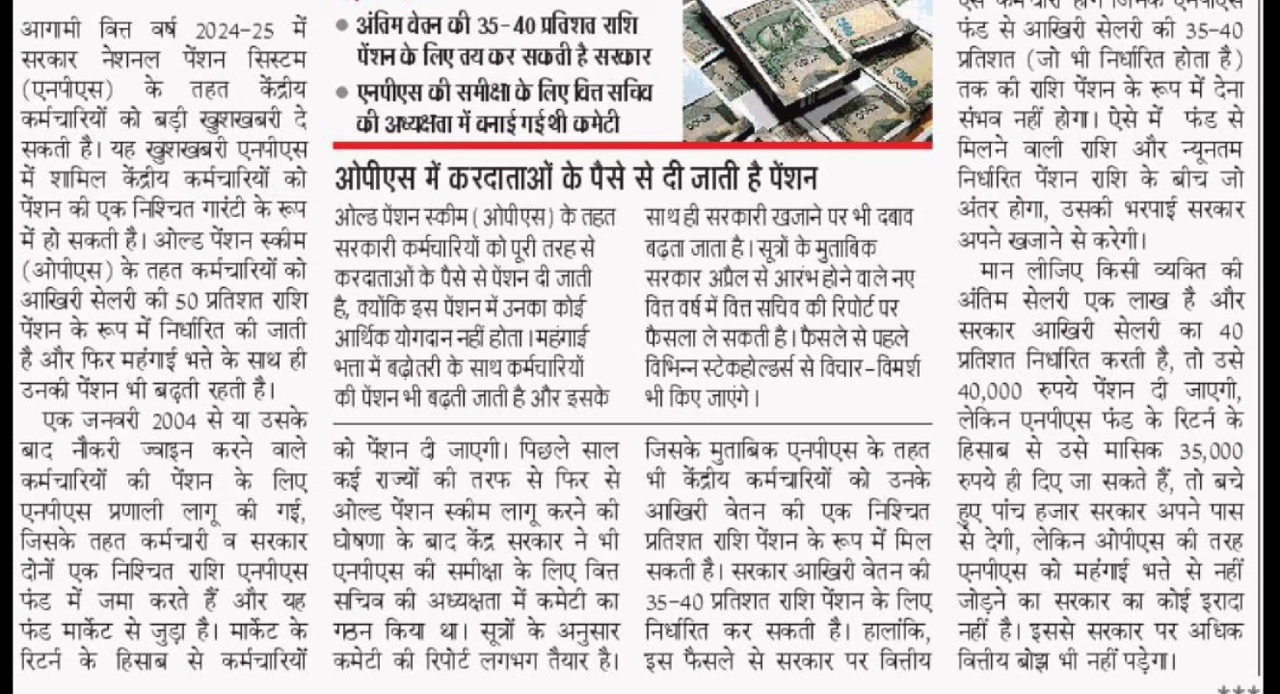 आगामी वित्त वर्ष 2024-25 में
सरकार नेशनल पेंशन सिस्टम
(एनपीएस) के तहत केंद्रीय
कर्मचारियों को बड़ी खुशखबरी दे
सकती है। यह खुशखबरी एनपीएस
में शामिल केंद्रीय कर्मचारियों को
पेंशन की एक निश्चित गारंटी के रूप
में हो सकती है। ओल्ड पेंशन स्कीम
(ओपीएस) के तहत कर्मचारियों को
आखिरी सेलरी की 50 प्रतिशत राशि
पेंशन के रूप में निर्धारित की जाती
है और फिर महंगाई भत्ते के साथ ही
उनकी पेंशन भी बढ़ती रहती है।
एक जनवरी 2004 से या उसके
बाद नौकरी ज्वाइन करने वाले
कर्मचारियों की पेंशन के लिए
एनपीएस प्रणाली लागू की गई,
जिसके तहत कर्मचारी व सरकार
दोनों एक निश्चित राशि एनपीएस
फंड में जमा करते हैं और यह
फंड मार्केट से जुड़ा है। मार्केट के
रिटर्न के हिसाब से कर्मचारियों
• अंतिम वेतन की 35-40 प्रतिशत राशि
पेंशन के लिए तय कर सकती है सरकार
• एनपीएस की समीक्षा के लिए वित्त सचिव
की अध्यक्षता में बनाई गई थी कमेटी
ओपीएस में करदाताओं के पैसे से दी जाती है पेंशन
ओल्ड पेंशन स्कीम (ओपीएस) के तहत
सरकारी कर्मचारियों को पूरी तरह से
करदाताओं के पैसे से पेंशन दी जाती
है, क्योंकि इस पेंशन में उनका कोई
आर्थिक योगदान नहीं होता। महंगाई
भत्ता में बढ़ोतरी के साथ कर्मचारियों
की पेंशन भी बढ़ती जाती है और इसके
साथ ही सरकारी खजाने पर भी दबाव
बढ़ता जाता है। सूत्रों के मुताबिक
सरकार अप्रैल से आरंभ होने वाले नए
वित्त वर्ष में वित्त सचिव की रिपोर्ट पर
फैसला ले सकती है। फैसले से पहले
विभिन्न स्टेकहोल्डर्स से विचार-विमर्श
भी किए जाएंगे।
को पेंशन दी जाएगी। पिछले साल
कई राज्यों की तरफ से फिर से
ओल्ड पेंशन स्कीम लागू करने की
घोषणा के बाद केंद्र सरकार ने भी
एनपीएस की समीक्षा के लिए वित्त
सचिव की अध्यक्षता में कमेटी का
गठन किया था। सूत्रों के अनुसार
कमेटी की रिपोर्ट लगभग तैयार है।
जिसके मुताबिक एनपीएस के तहत
भी केंद्रीय कर्मचारियों को उनके
आखिरी वेतन की एक निश्चित
प्रतिशत राशि पेंशन के रूप में मिल
सकती है। सरकार आखिरी वेतन की
35-40 प्रतिशत राशि पेंशन के लिए
निर्धारित कर सकती है। हालांकि,
इस फैसले से सरकार पर वित्तीय
फंड से आखिरी सेलरी की 35-40
प्रतिशत (जो भी निर्धारित होता है)
तक की राशि पेंशन के रूप में देना
संभव नहीं होगा। ऐसे में फंड से
मिलने वाली राशि और न्यूनतम
निर्धारित पेंशन राशि के बीच जो
अंतर होगा, उसकी भरपाई सरकार
अपने खजाने से करेगी।
मान लीजिए किसी व्यक्ति की
अंतिम सेलरी एक लाख है और
सरकार आखिरी सेलरी का 40
प्रतिशत निर्धारित करती है, तो उसे
40,000 रुपये पेंशन दी जाएगी,
लेकिन एनपीएस फंड के रिटर्न के
हिसाब से उसे मासिक 35,000
रुपये ही दिए जा सकते हैं, तो बचे
हुए पांच हजार सरकार अपने पास
से देगी, लेकिन ओपीएस की तरह
एनपीएस को महंगाई भत्ते से नहीं
जोड़ने का सरकार का कोई इरादा
नहीं है। इससे सरकार पर अधिक
वित्तीय बोझ भी नहीं पड़ेगा।